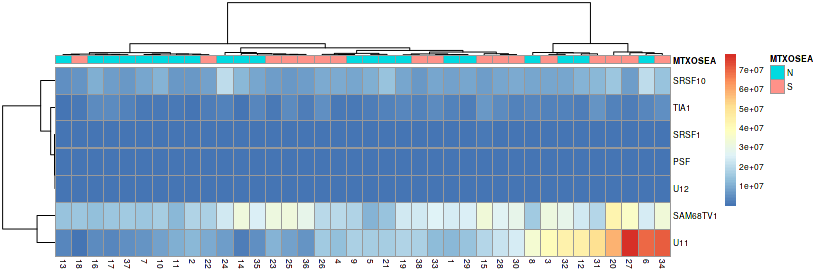 MTXOSEA
MTXOSEA
N
S
SRSF10
TIA1
SRSF1
PSF
U12
SAM68TV1
U11
7e+07
6e+07
5e+07
4e+07
3e+07
2e+07
1e+07
13 18 16 17 37 7 10 11 2 22 24 14 35 23 25 36 26 4 9 5 21 19 38 33 1 29 15 28 30 8 3 32 12 31 20 27 6 34